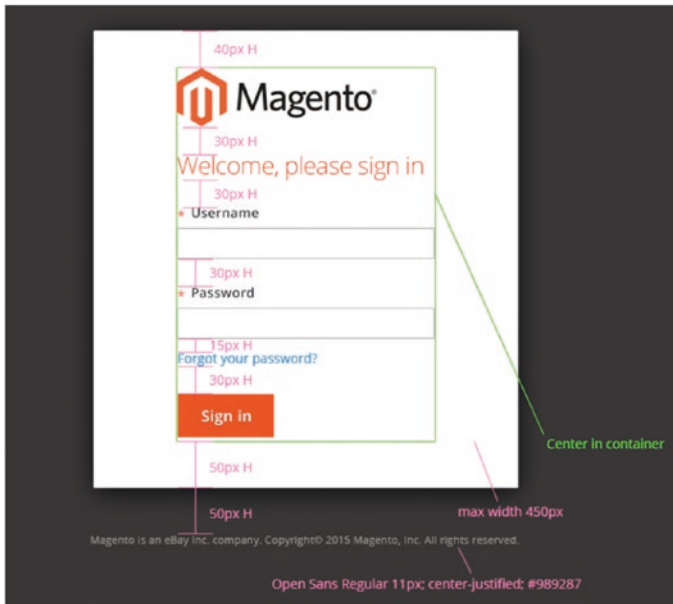 40px H
Magento®
30px H
Welcome, please sign in
30px H
* Username
30px H
* Password
15px H
Forgot your password?
30px H
Sign in
Center in container
50px H
max width 450px
50px H
Magento is an eBay Inc. company. Copyright© 2015 Magento, Inc. All rights reserved.
Open Sans Regular 11px; center-justified; #989287